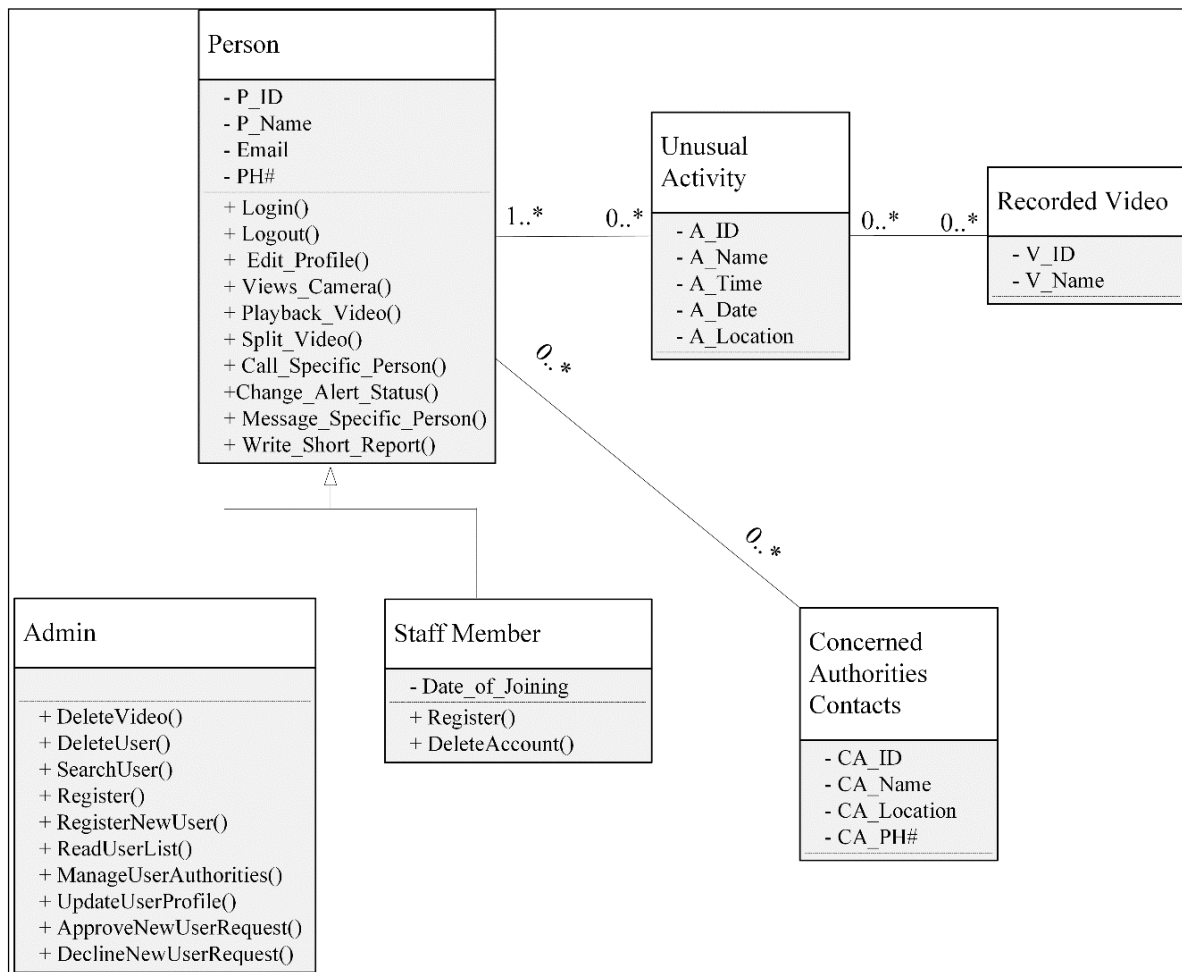 Person
- P_ID
- P_Name
- Email
- PH#
+ Login()
+ Logout()
+ Edit_Profile()
+ Views_Camera()
+ Playback_Video()
+ Split_Video()
+ Call_Specific_Person()
+Change_Alert_Status()
+ Message_Specific_Person()
+ Write_Short_Report()
1..*
0..*
Unusual
Activity
- A_ID
- A_Name
- A_Time
- A_Date
- A_Location
0..*
0..*
Recorded Video
- V_ID
- V_Name
0..*
0..*
Admin
+ DeleteVideo()
+ DeleteUser()
+ SearchUser()
+ Register()
+ RegisterNewUser()
+ ReadUserList()
+ ManageUserAuthorities()
+ UpdateUserProfile()
+ ApproveNewUserRequest()
+ DeclineNewUserRequest()
Staff Member
- Date_of_Joining
+ Register()
+ DeleteAccount()
Concerned
Authorities
Contacts
- CA_ID
- CA_Name
- CA_Location
- CA_PH#